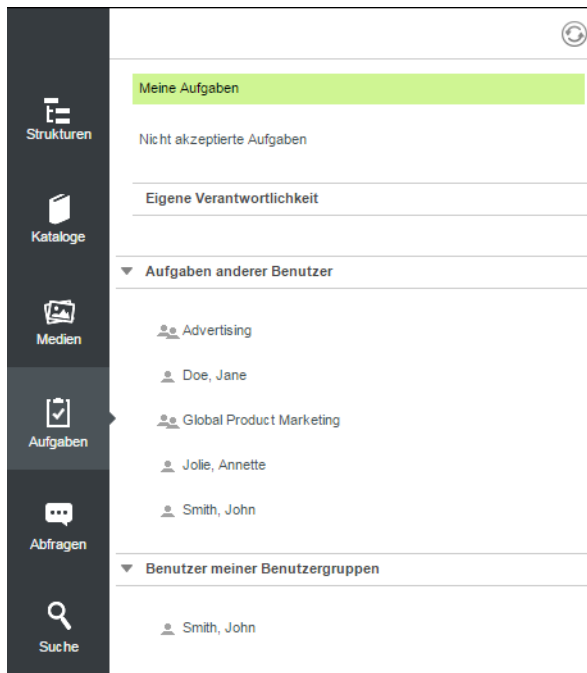 Strukturen
Kataloge
Medien
Aufgaben
Abfragen
Suche
Meine Aufgaben
Nicht akzeptierte Aufgaben
Eigene Verantwortlichkeit
Aufgaben anderer Benutzer
Advertising
Doe, Jane
Global Product Marketing
Jolie, Annette
Smith, John
Benutzer meiner Benutzergruppen
Smith, John